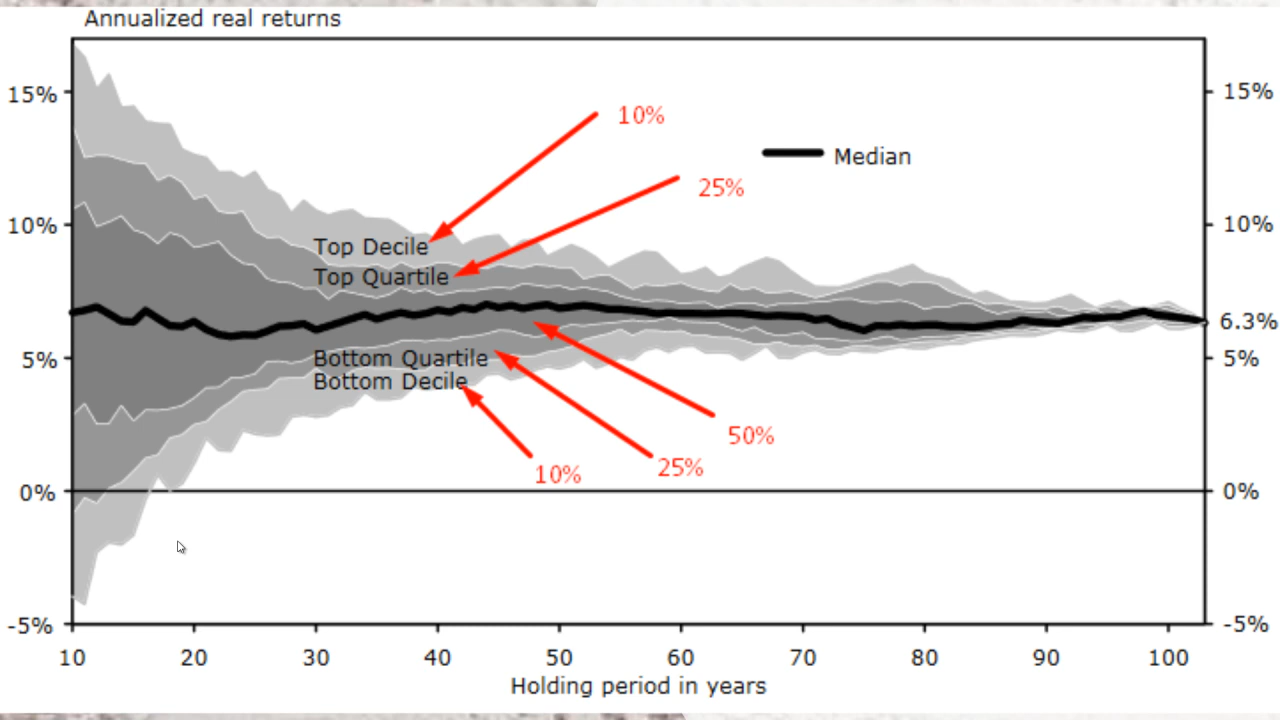 Annualized real returns
15%
15%
10%
Median
25%
10%
10%
Top Decile
Top Quartile
6.3%
5%
5%
Bottom Quartile
Bottom Decile
50%
25%
10%
0%
0%
-5%
-5%
10 20 30 40 50 60 70 80 90 100
Holding period in years